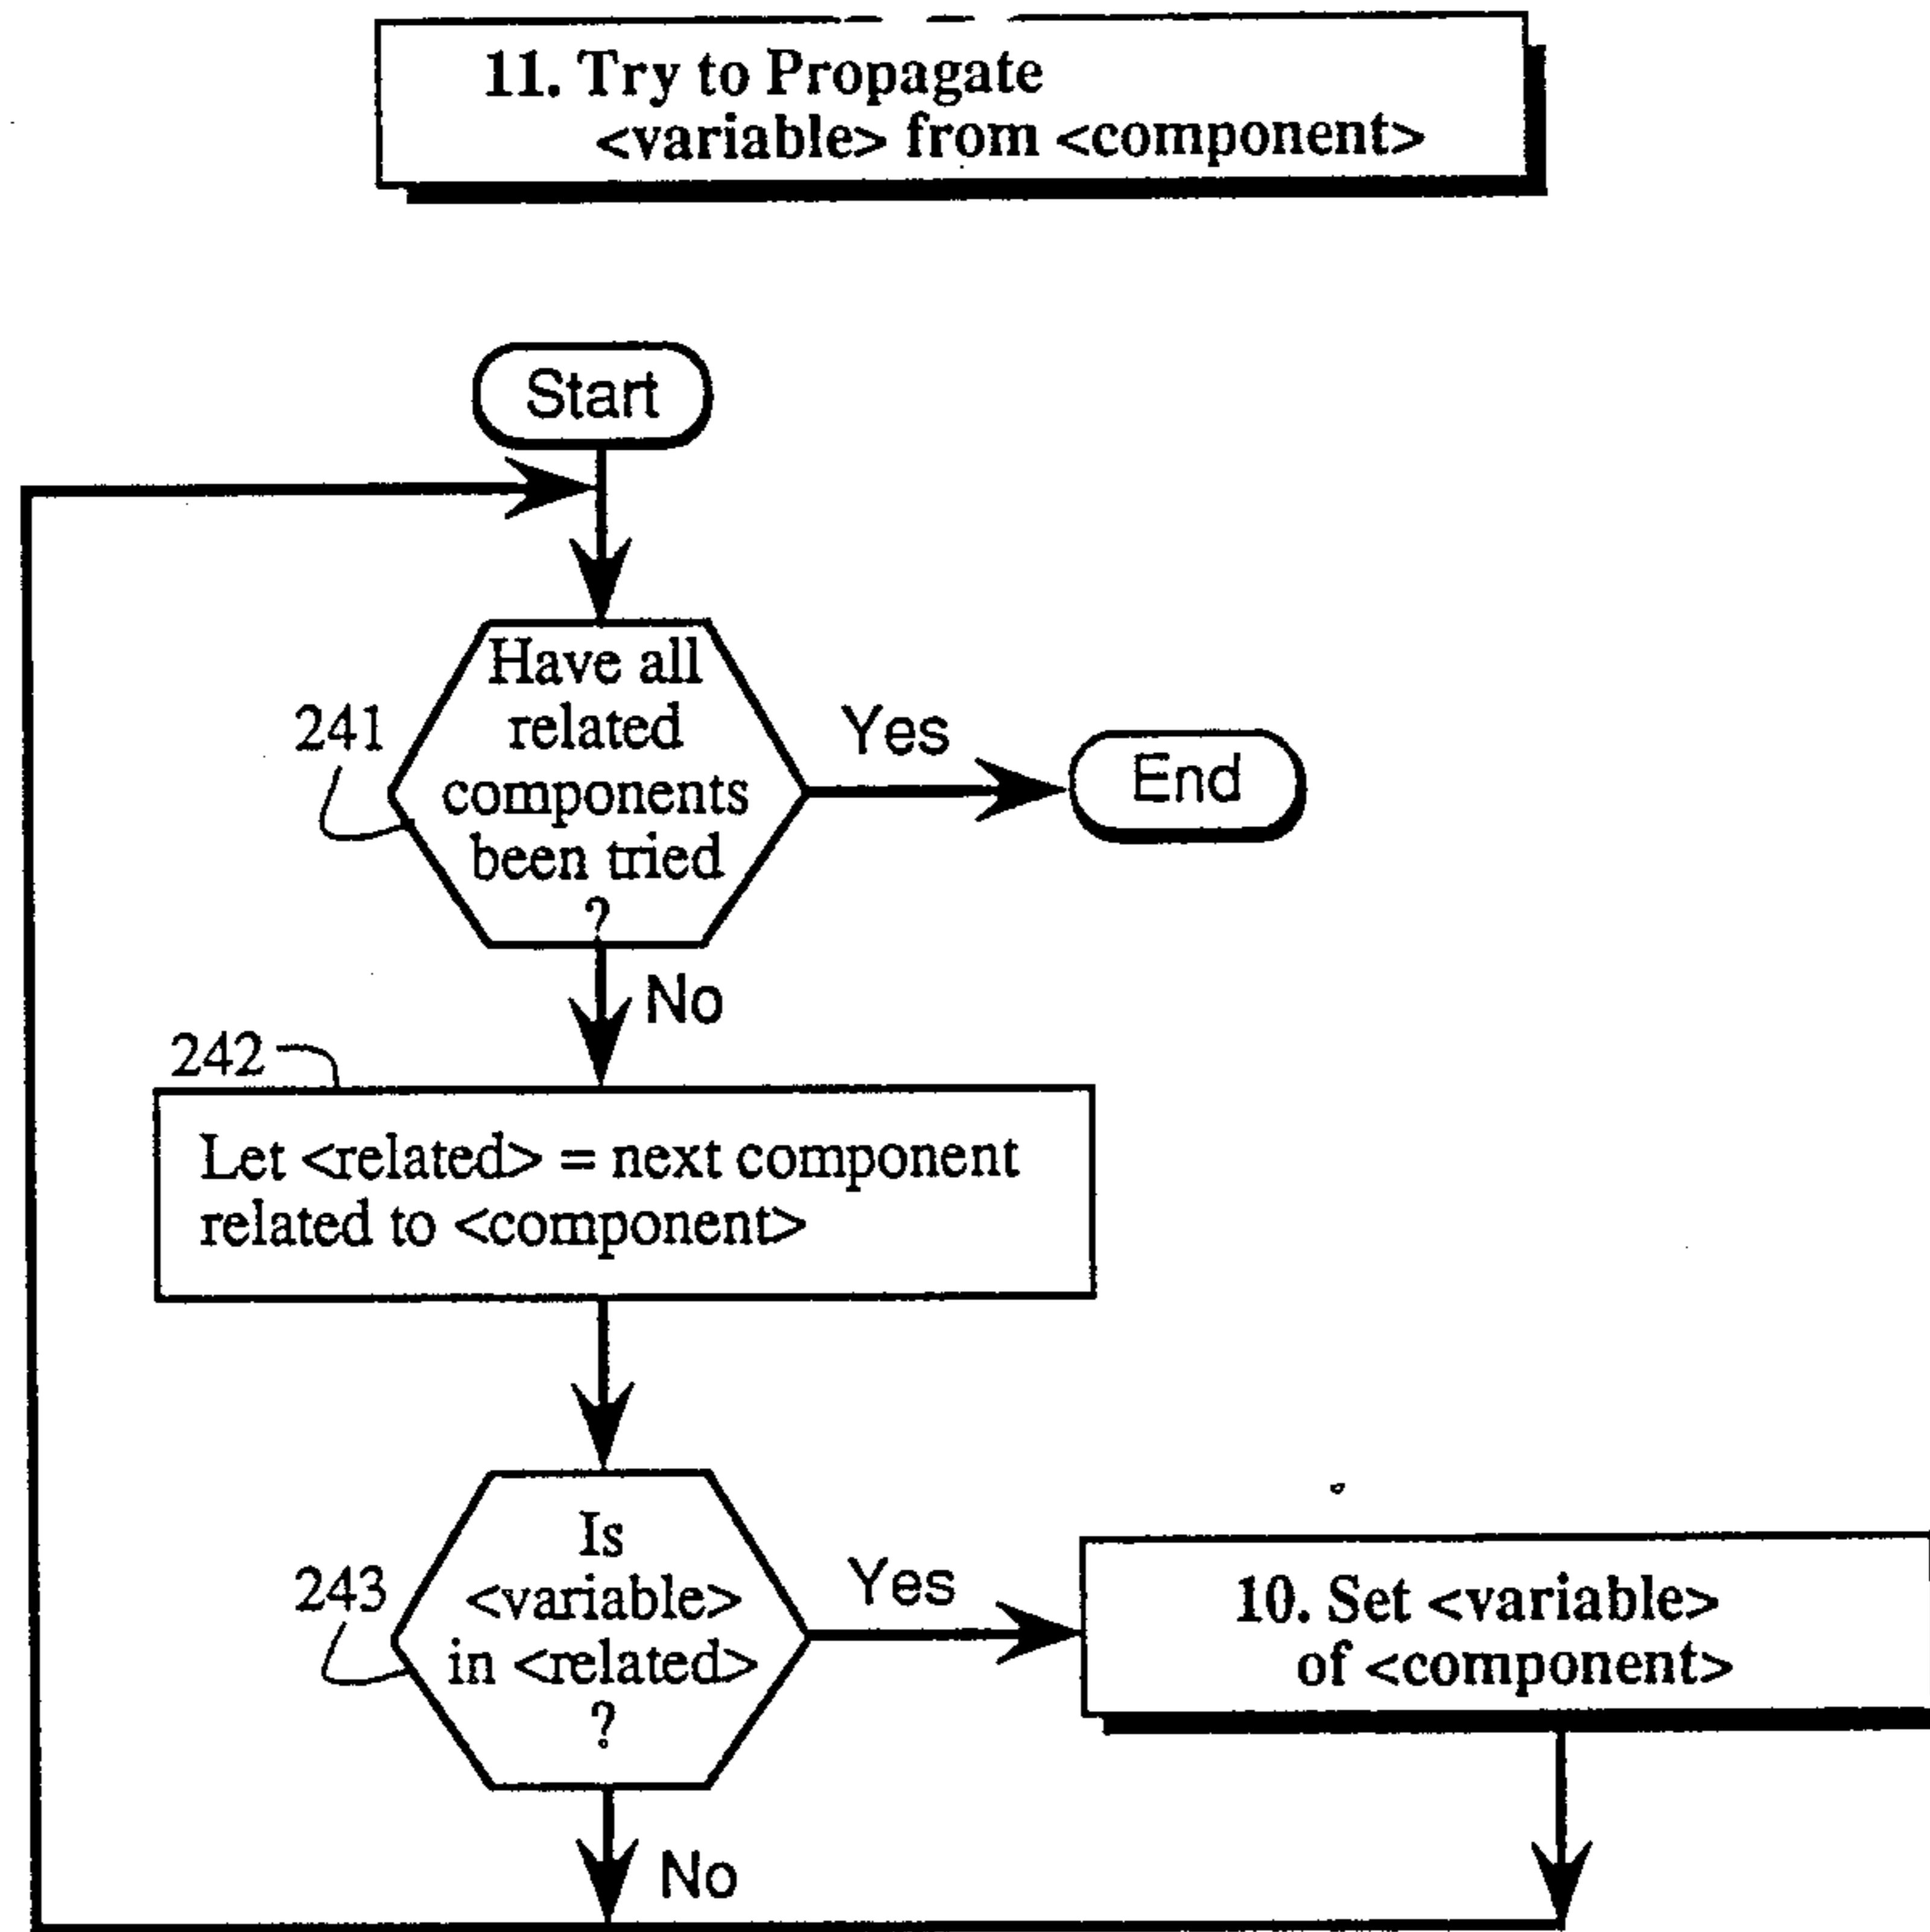 11. Try to Propagate
<variable> from <component>
Start
Have all
related
components
been tried
?
241
Yes
End
No
242
Let <related> = next component
related to <component>
Is
<variable>
in <related>
?
243
Yes
10. Set <variable>
of <component>
No